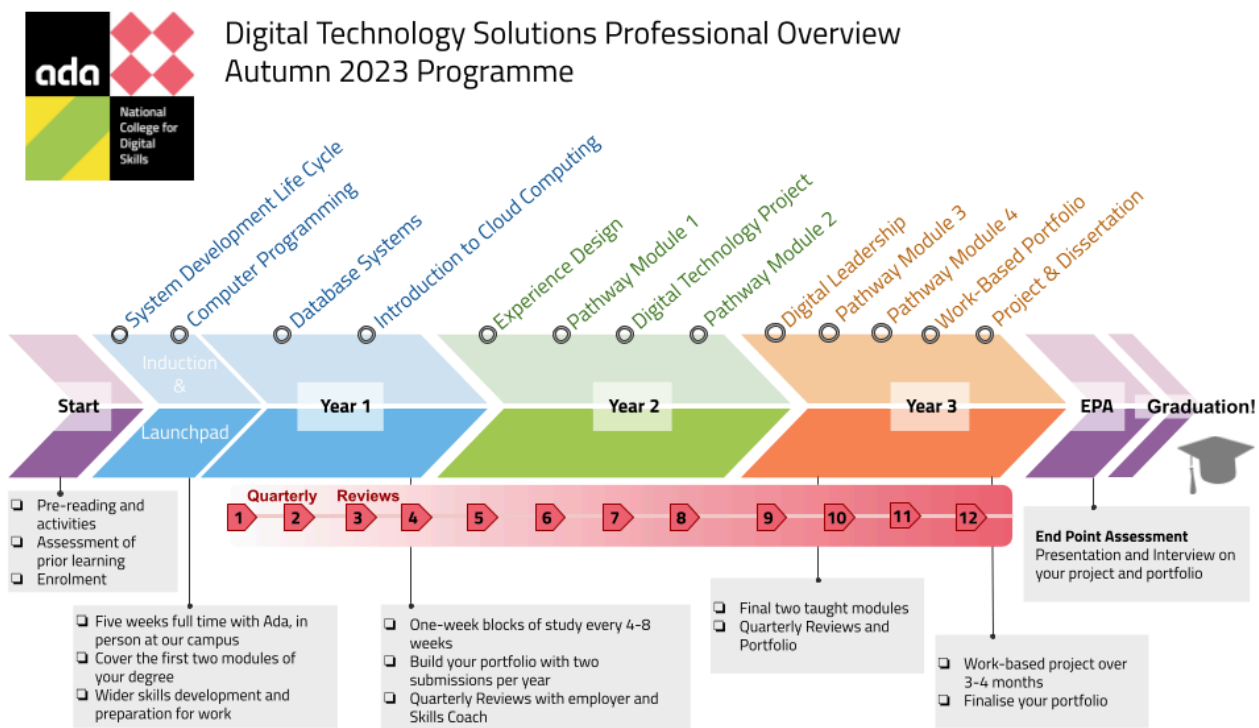 ada
National
College for
Digital
Skills
Digital Technology Solutions Professional Overview
Autumn 2023 Programme
System Development Life Cycle
Computer Programming
Database Systems
Introduction to Cloud Computing
Experience Design
Pathway Module 1
Digital Technology Project
Pathway Module 2
Digital Leadership
Pathway Module 3
Pathway Module 4
Work-Based Portfolio
Project & Dissertation
Start
Induction
&
Launchpad
Year 1
Year 2
Year 3
EPA
Graduation!
Quarterly Reviews
1 2 3 4 5 6 7 8 9 10 11 12
Pre-reading and
activities
Assessment of
prior learning
Enrolment
Five weeks full time with Ada, in
person at our campus
Cover the first two modules of
your degree
Wider skills development and
preparation for work
One-week blocks of study every 4-8
weeks
Build your portfolio with two
submissions per year
Quarterly Reviews with employer and
Skills Coach
Final two taught modules
Quarterly Reviews and
Portfolio
Work-based project over
3-4 months
Finalise your portfolio
End Point Assessment
Presentation and Interview on
your project and portfolio